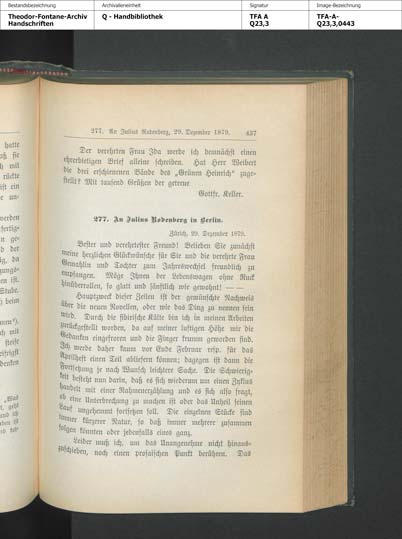 Bestandsbezeichnung
Archivalieneinheit
Signatur
Image-Bezeichnung
Theodor-Fontane-Archiv
Handschriften
Q - Handbibliothek
TFA A
Q23,3
TFA-A-
Q23,3,0443
277. An Julius Rodenberg, 29. Dezember 1879. 437
Der verehrten Frau Ida werde ich demnächst einen
ehrerbietigen Brief alleine schreiben. Hat Herr Weibert
die drei erschienenen Bände des „Grünen Heinrich" zuge-
stellt? Mit tausend Grüßen der getreue
Gottfr. Keller.
277. An Julius Rodenberg in Berlin.
Zürich, 29. Dezember 1879.
Bester und verehrtester Freund! Belieben Sie zunächst
meine herzlichen Glückwünsche für Sie und die verehrte Frau
Gemahlin und Tochter zum Jahreswechsel freundlich zu
empfangen. Möge Ihnen der Lebenswagen ohne Ruck
hinüberrollen, so glatt und sänftlich wie gewohnt! — —
Hauptzweck dieser Zeilen ist der gewünschte Nachweis
über die neuen Novellen, oder wie das Ding zu nennen sein
wird. Durch die sibirische Kälte bin ich in meinen Arbeiten
zurückgestellt worden, da auf meiner luftigen Höhe mir die
Gedanken eingefroren und die Finger krumm geworden sind.
Ich werde daher kaum vor Ende Februar resp. für das
Aprilheft einen Teil abliefern können; dagegen ist dann die
Fortsetzung je nach Wunsch leichter Sache. Die Schwierig-
keit besteht nun darin, daß es sich wiederum um einen Zyklus
handelt mit einer Rahmenerzählung und es sich also fragt,
ob eine Unterbrechung zu machen ist oder das Unheil seinen
Lauf ungehemmt fortsetzen soll. Die einzelnen Stücke sind
immer kürzerer Natur, so daß immer mehrere zusammen
folgen könnten oder jedenfalls eines ganz.
Leider muß ich, um das Unangenehme nicht hinaus-
zuschieben, noch einen prosaischen Punkt berühren. Das